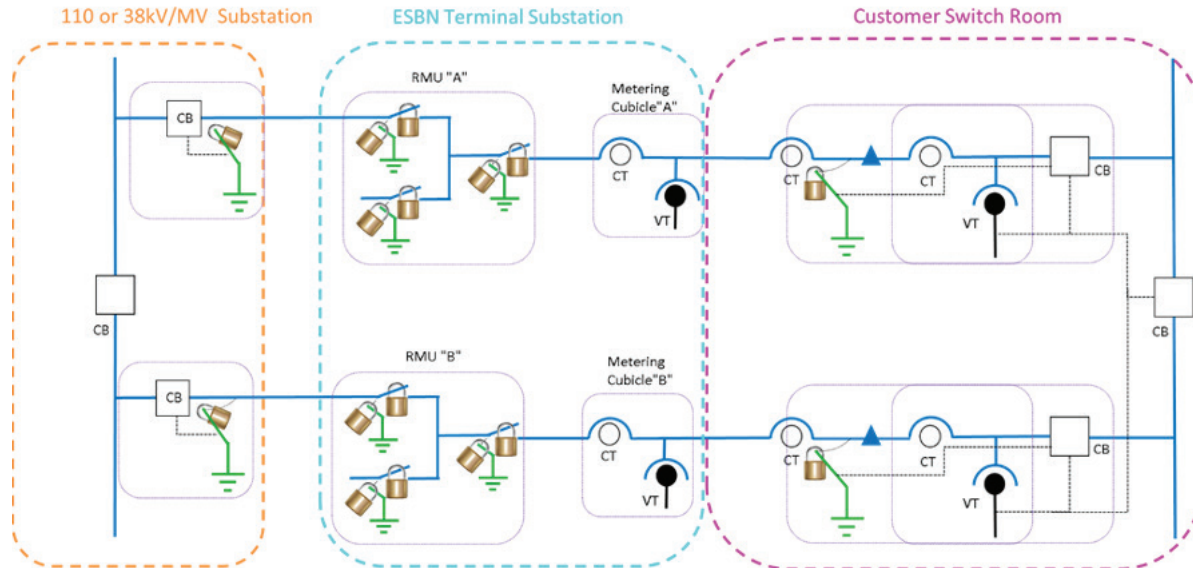 110 or 38kV/MV Substation
ESBN Terminal Substation
Customer Switch Room
RMU "A"
Metering
Cubicle"A"
CB
CT
VT
CT
CT
VT
CB
CB
CB
RMU "B"
Metering
Cubicle"B"
CB
CT
VT
CT
CT
VT
CB